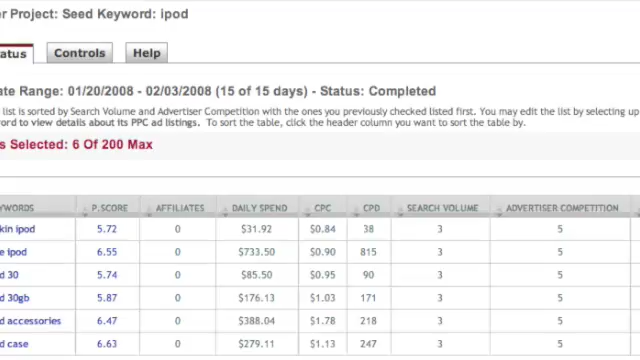 er Project: Seed Keyword: ipod
atus Controls Help
ate Range: 01/20/2008 - 02/03/2008 (15 of 15 days) - Status: Completed
list is sorted by Search Volume and Advertiser Competition with the ones you previously checked listed first. You may edit the list by selecting up
ord to view details about its PPC ad listings. To sort the table, click the header column you want to sort the table by.
s Selected: 6 Of 200 Max
YWORDS P.SCORE AFFILIATES DAILY SPEND CPC CPD SEARCH VOLUME ADVERTISER COMPETITION
kin ipod 5.72 0 $31.92 $0.84 38 3 5
e ipod 6.55 0 $733.50 $0.90 815 3 5
d 30 5.74 0 $85.50 $0.95 90 3 5
d 30gb 5.87 0 $176.13 $1.03 171 3 5
d accessories 6.47 0 $388.04 $1.78 218 3 5
d case 6.63 0 $279.11 $1.13 247 3 5